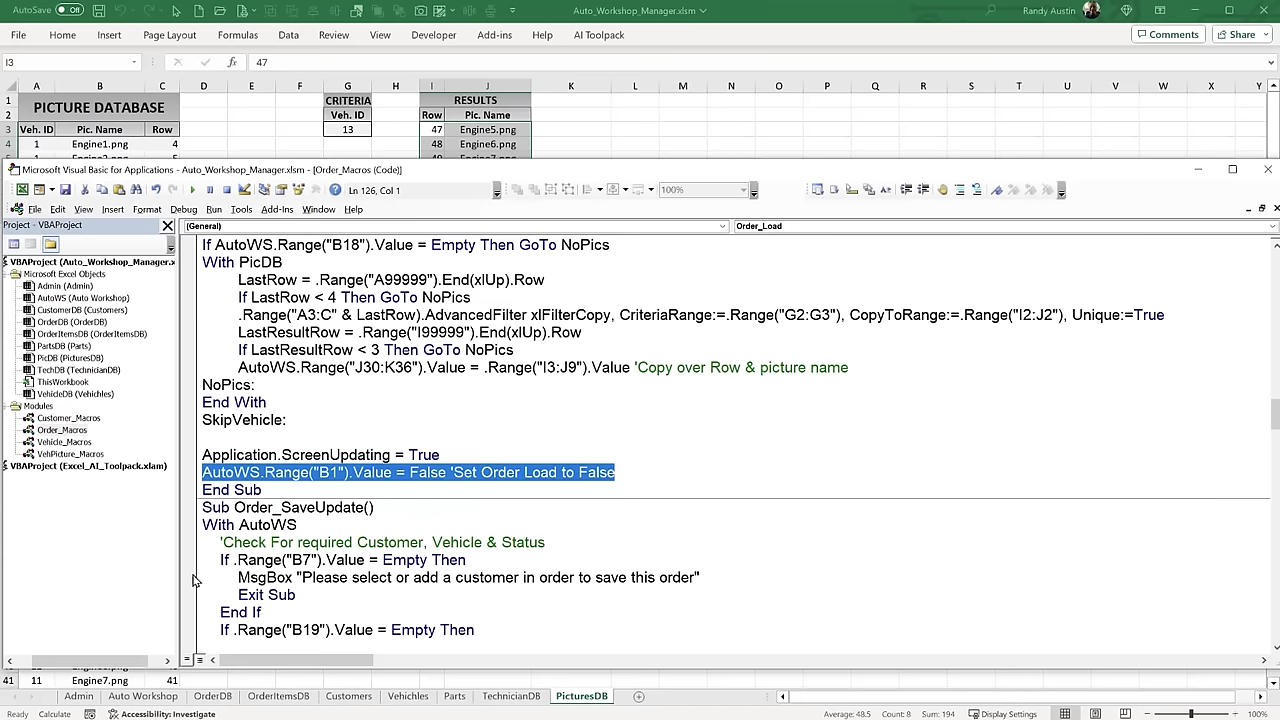 AutoSave Off
Auto_Workshop_Manager.xlsm
Randy Austin
File Home Insert Page Layout Formulas Data Review View Developer Add-ins Help AI Toolpack
Comments Share
I3 fx 47
A B C D E F G H I J K L M N O P Q R S T U V W X Y
1 PICTURE DATABASE CRITERIA RESULTS
2 Veh. ID Row Pic. Name
3 Veh. ID Pic. Name Row 13 47 Engine5.png
4 1 Engine1.png 4 48 Engine6.png
Microsoft Visual Basic for Applications - Auto_Workshop_Manager.xlsm - [Order_Macros (Code)]
Ln 126, Col 1
100%
File Edit View Insert Format Debug Run Tools Add-Ins Window Help
Project - VBAProject
(General) Order_Load
VBAProject (Auto_Workshop_Manager.x
Microsoft Excel Objects
Admin (Admin)
AutoWS (Auto Workshop)
CustomerDB (Customers)
OrderDB (OrderDB)
OrderItemsDB (OrderItemsDB)
PartsDB (Parts)
PicDB (PicturesDB)
TechDB (TechnicianDB)
ThisWorkbook
VehicleDB (Vehichles)
Modules
Customer_Macros
Order_Macros
Vehicle_Macros
VehPicture_Macros
VBAProject (Excel_AI_Toolpack.xlam)
If AutoWS.Range("B18").Value = Empty Then GoTo NoPics
With PicDB
LastRow = .Range("A99999").End(xlUp).Row
If LastRow < 4 Then GoTo NoPics
.Range("A3:C" & LastRow).AdvancedFilter xlFilterCopy, CriteriaRange:=.Range("G2:G3"), CopyToRange:=.Range("I2:J2"), Unique:=True
LastResultRow = .Range("I99999").End(xlUp).Row
If LastResultRow < 3 Then GoTo NoPics
AutoWS.Range("J30:K36").Value = .Range("I3:J9").Value 'Copy over Row & picture name
NoPics:
End With
SkipVehicle:
Application.ScreenUpdating = True
AutoWS.Range("B1").Value = False 'Set Order Load to False
End Sub
Sub Order_SaveUpdate()
With AutoWS
'Check For required Customer, Vehicle & Status
If .Range("B7").Value = Empty Then
MsgBox "Please select or add a customer in order to save this order"
Exit Sub
End If
If .Range("B19").Value = Empty Then
41 11 Engine7.png 41
Admin Auto Workshop OrderDB OrderItemsDB Customers Vehichles Parts TechnicianDB PicturesDB
Ready Calculate Accessibility: Investigate Average: 48.5 Count: 8 Sum: 194 Display Settings 100%